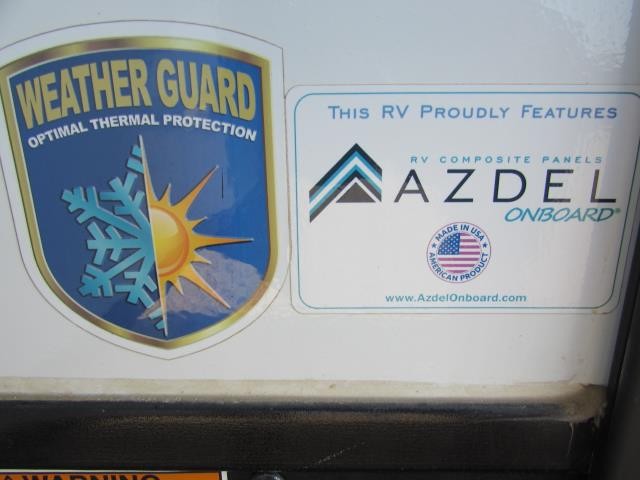 WEATHER GUARD
OPTIMAL THERMAL PROTECTION
THIS RV PROUDLY FEATURES
RV COMPOSITE PANELS
AZDEL
ONBOARD®
MADE IN USA
AMERICAN PRODUCT
www.AzdelOnboard.com
WARNING